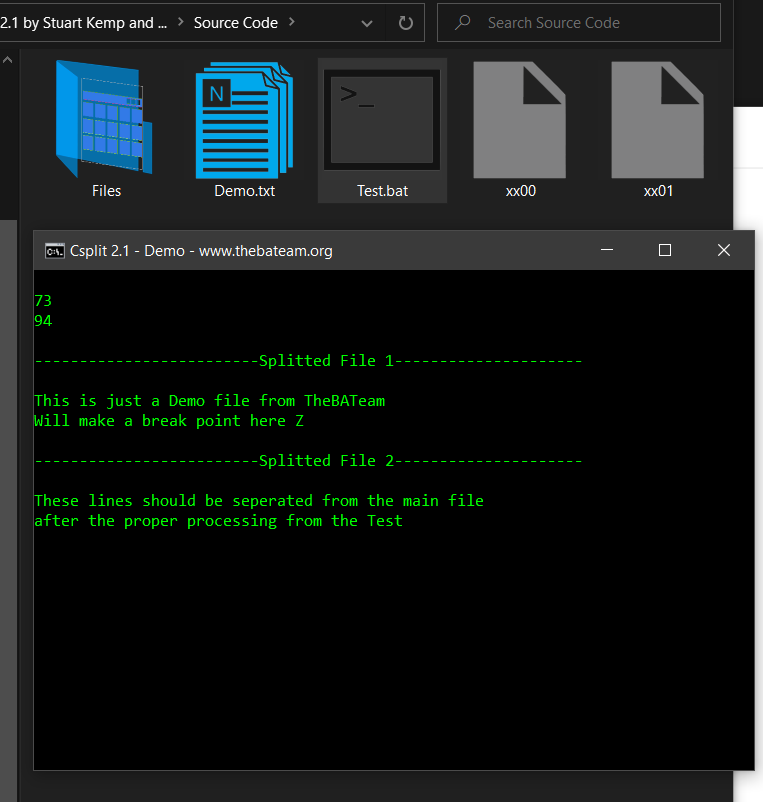 2.1 by Stuart Kemp and ... > Source Code >
Search Source Code
N
>_
Files
Demo.txt
Test.bat
xx00
xx01
C:\. Csplit 2.1 - Demo - www.thebateam.org
73
94
-------------------------Splitted File 1---------------------
This is just a Demo file from TheBATeam
Will make a break point here Z
-------------------------Splitted File 2---------------------
These lines should be seperated from the main file
after the proper processing from the Test